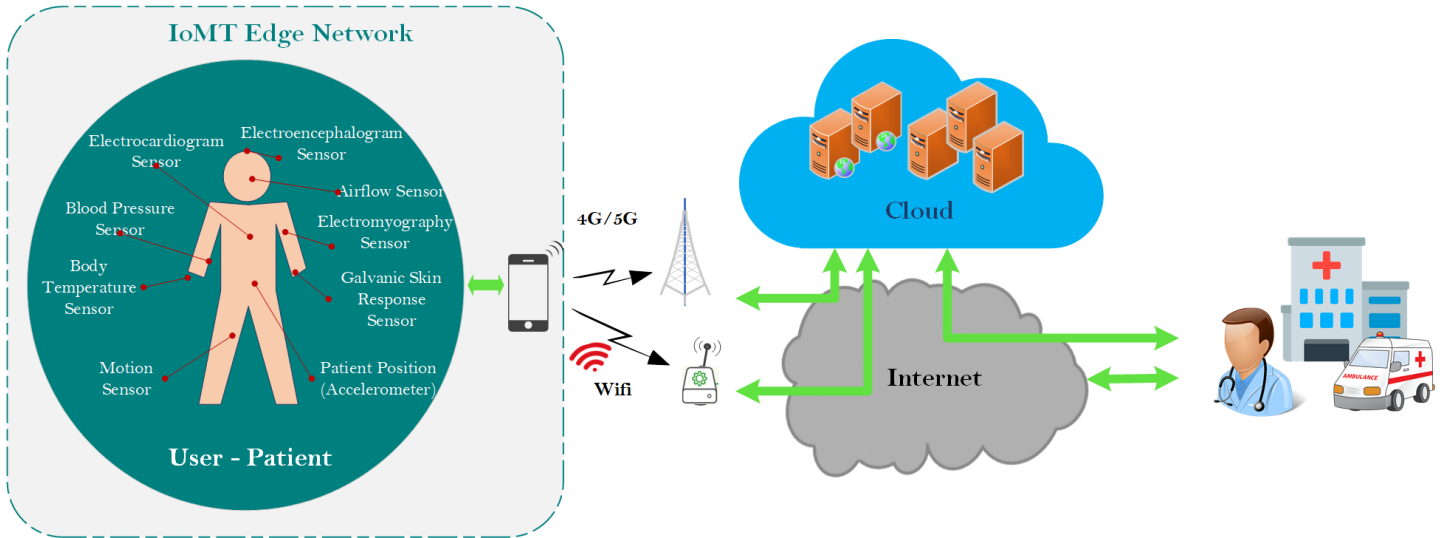 IoMT Edge Network
Electrocardiogram
Sensor
Electroencephalogram
Sensor
Airflow Sensor
Blood Pressure
Sensor
Electromyography
Sensor
Body
Temperature
Sensor
Galvanic Skin
Response
Sensor
Motion
Sensor
Patient Position
(Accelerometer)
User - Patient
4G/5G
Wifi
Cloud
Internet
AMBULANCE